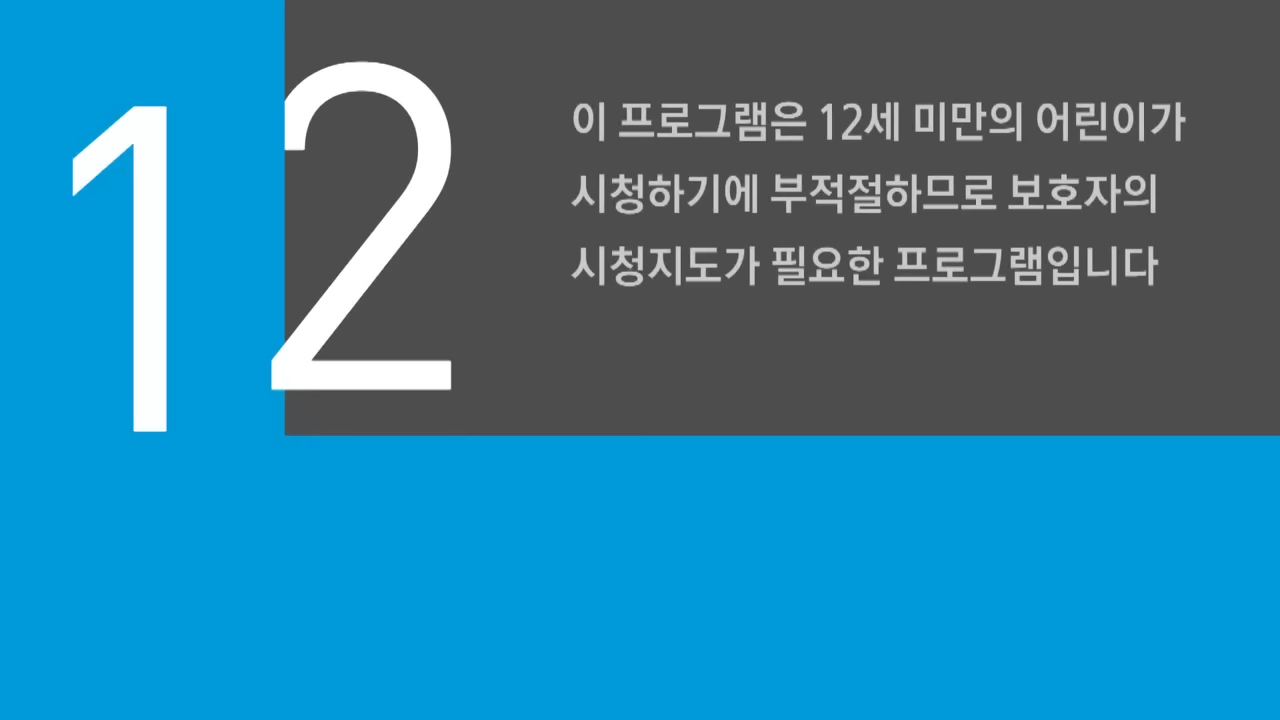 12
이 프로그램은 12세 미만의 어린이가
시청하기에 부적절하므로 보호자의
시청지도가 필요한 프로그램입니다